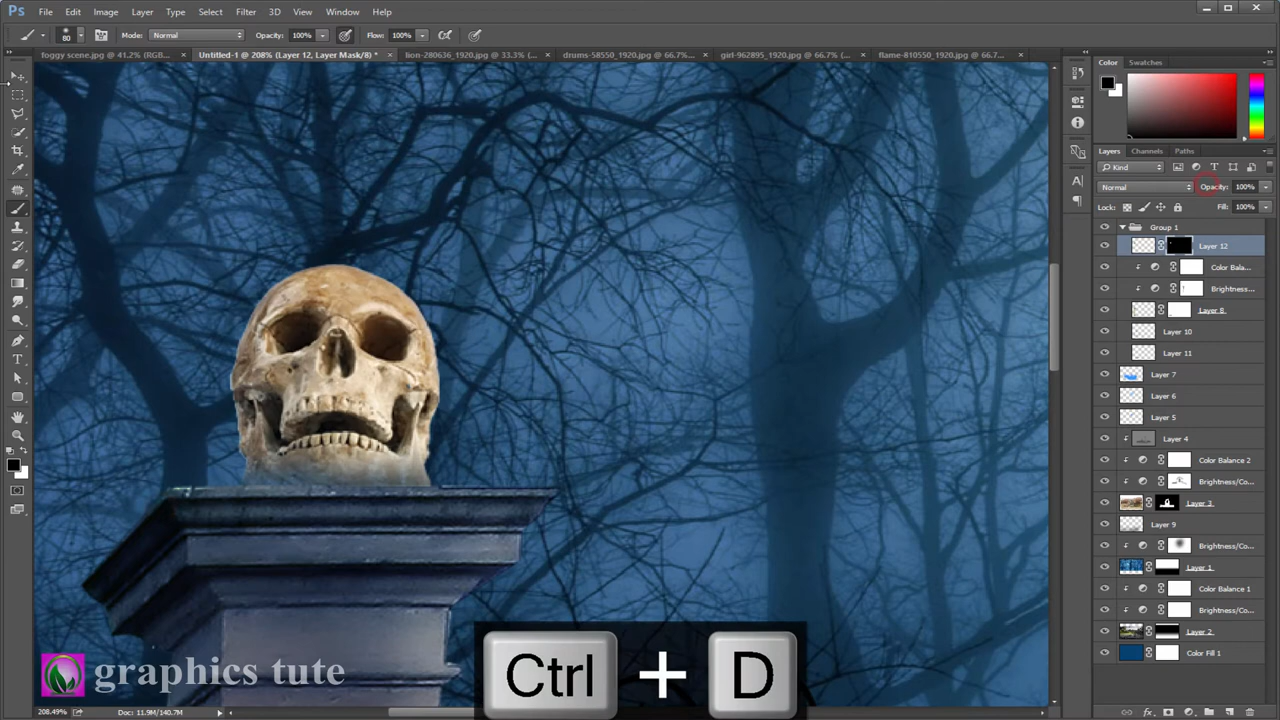 Ps File Edit Image Layer Type Select Filter 3D View Window Help
80 Mode: Normal Opacity: 100% Flow: 100%
foggy scene.jpg @ 41.2% (RGB... × Untitled-1 @ 208% (Layer 12, Layer Mask/8) * × lion-280636_1920.jpg @ 33.3% (... × drums-58550_1920.jpg @ 66.7%... × girl-962895_1920.jpg @ 66.7% (... × flame-810550_1920.jpg @ 66.7... ×
Color Swatches
Layers Channels Paths
Kind
Normal Opacity: 100%
Lock: Fill: 100%
Group 1
Layer 12
Color Bala...
Brightness...
Layer 8
Layer 10
Layer 11
Layer 7
Layer 6
Layer 5
Layer 4
Color Balance 2
Brightness/Co...
Layer 3
Layer 9
Brightness/Co...
Layer 1
Color Balance 1
Brightness/Co...
Layer 2
Color Fill 1
graphics tute
Ctrl + D
208.49% Doc: 11.9M/140.7M